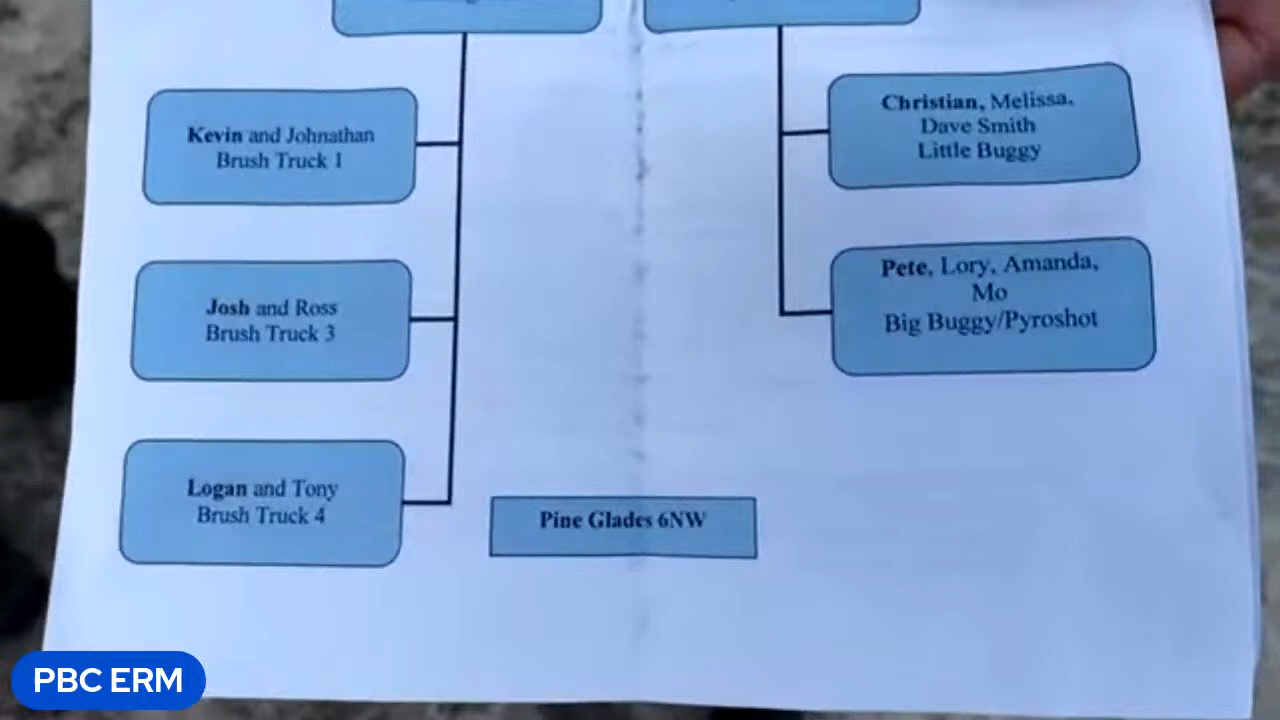 Kevin and Johnathan
Brush Truck 1
Josh and Ross
Brush Truck 3
Logan and Tony
Brush Truck 4
Christian, Melissa,
Dave Smith
Little Buggy
Pete, Lory, Amanda,
Mo
Big Buggy/Pyroshot
Pine Glades 6NW
PBC ERM